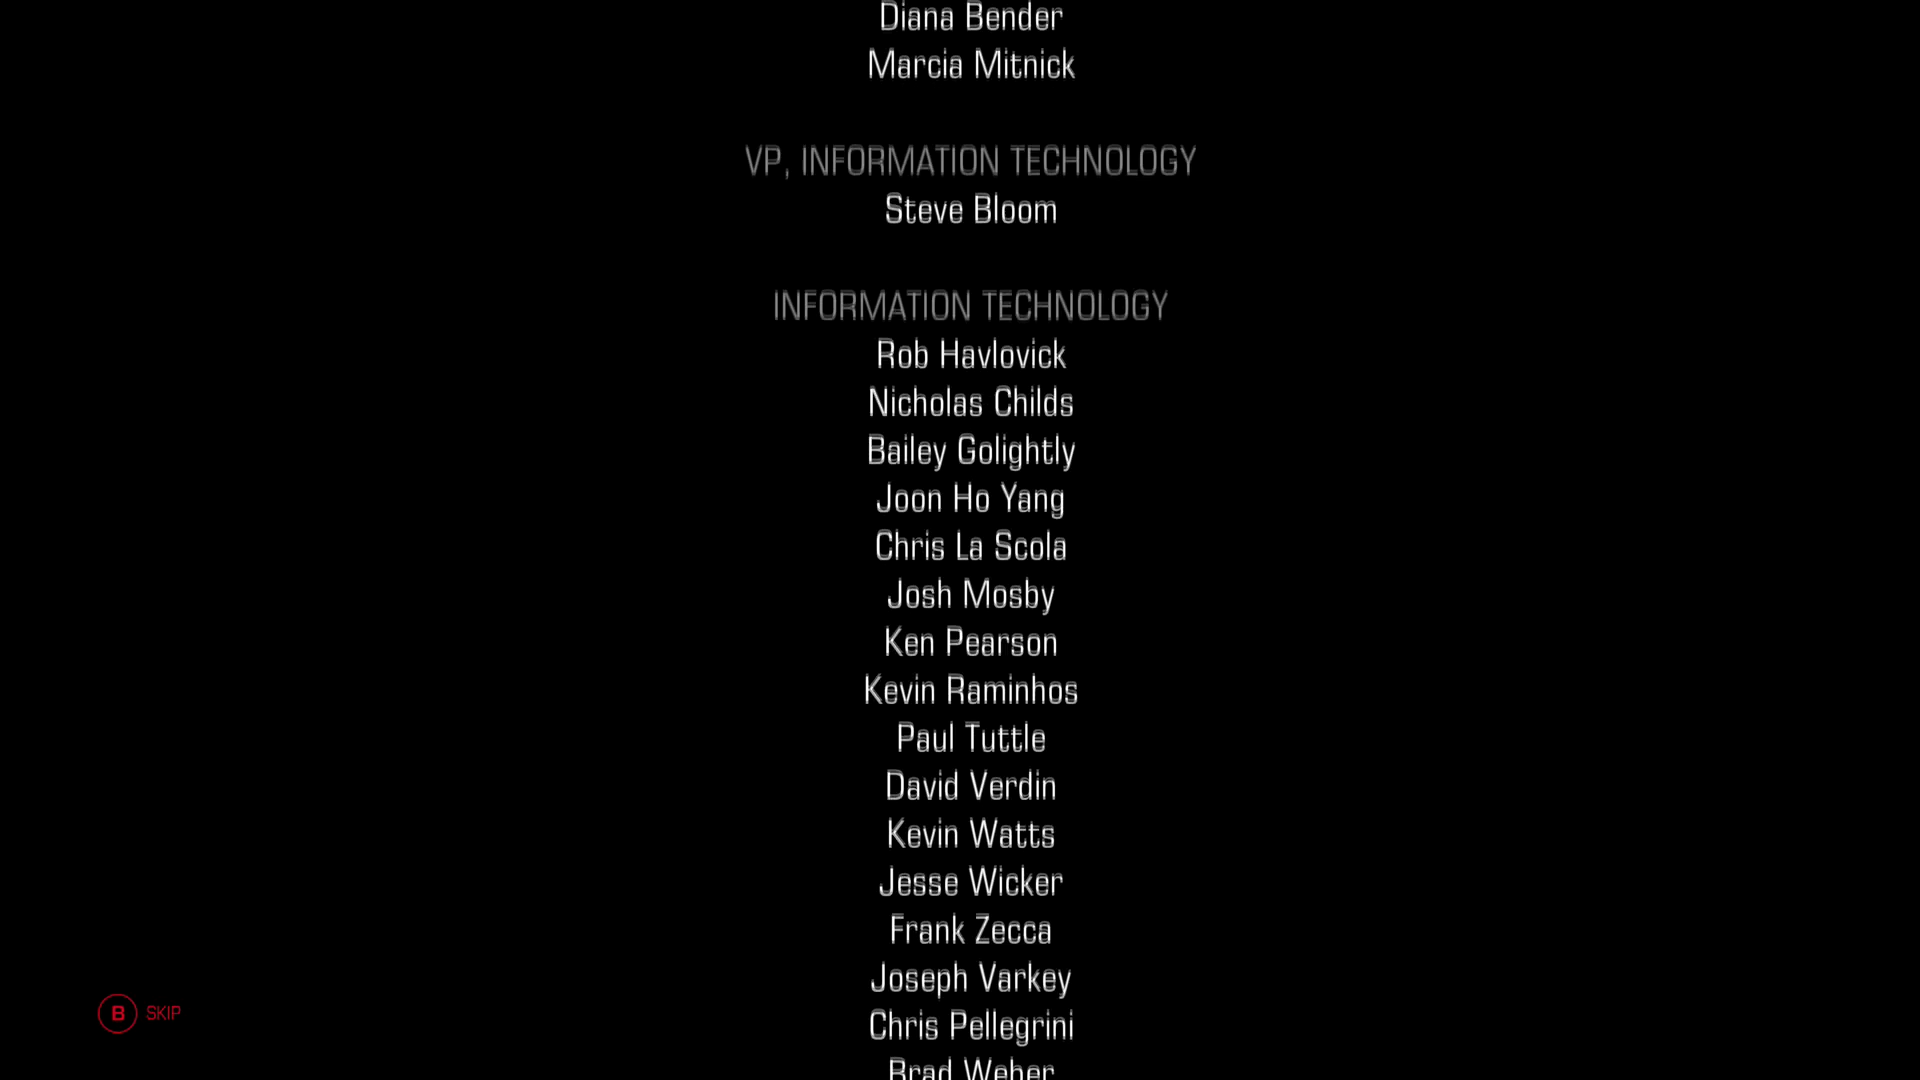 Diana Bender
Marcia Mitnick
VP, INFORMATION TECHNOLOGY
Steve Bloom
INFORMATION TECHNOLOGY
Rob Havlovick
Nicholas Childs
Bailey Golightly
Joon Ho Yang
Chris La Scola
Josh Mosby
Ken Pearson
Kevin Raminhos
Paul Tuttle
David Verdin
Kevin Watts
Jesse Wicker
Frank Zecca
Joseph Varkey
B SKIP
Chris Pellegrini
Brad Weber